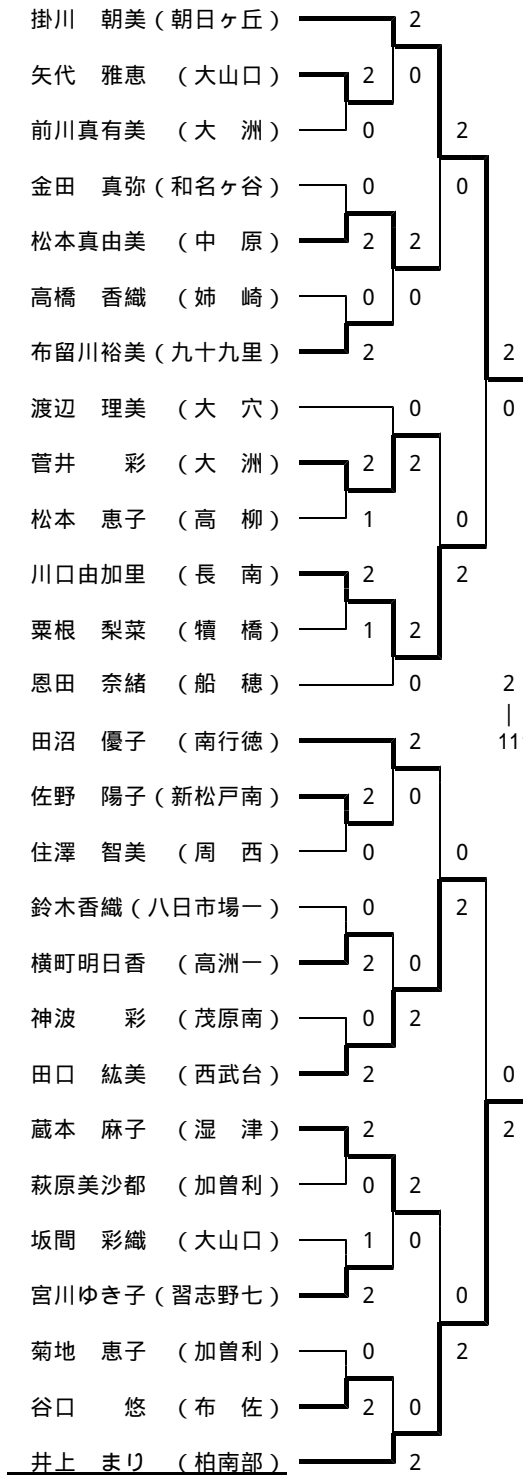 掛川　朝美（朝日ヶ丘） 2
矢代　雅恵　（大山口） 2 0
前川真有美　（大　洲） 0 2
金田　真弥（和名ヶ谷） 0 0
松本真由美　（中　原） 2 2
高橋　香織　（姉　崎） 0 0
布留川裕美（九十九里） 2 2
渡辺　理美　（大　穴） 0 0
菅井　　彩　（大　洲） 2 2
松本　恵子　（高　柳） 1 0
川口由加里　（長　南） 2 2
粟根　梨菜　（犢　橋） 1 2
恩田　奈緒　（船　穂） 0 2
|
田沼　優子　（南行徳） 2 11
佐野　陽子（新松戸南） 2 0
住澤　智美　（周　西） 0 0
鈴木香織（八日市場一） 0 2
横町明日香　（高洲一） 2 0
神波　　彩　（茂原南） 0 2
田口　紘美　（西武台） 2 0
蔵本　麻子　（湿　津） 2 2
萩原美沙都　（加曽利） 0 2
坂間　彩織　（大山口） 1 0
宮川ゆき子（習志野七） 2 0
菊地　恵子　（加曽利） 0 2
谷口　　悠　（布　佐） 2 0
井上　まり　（柏南部） 2